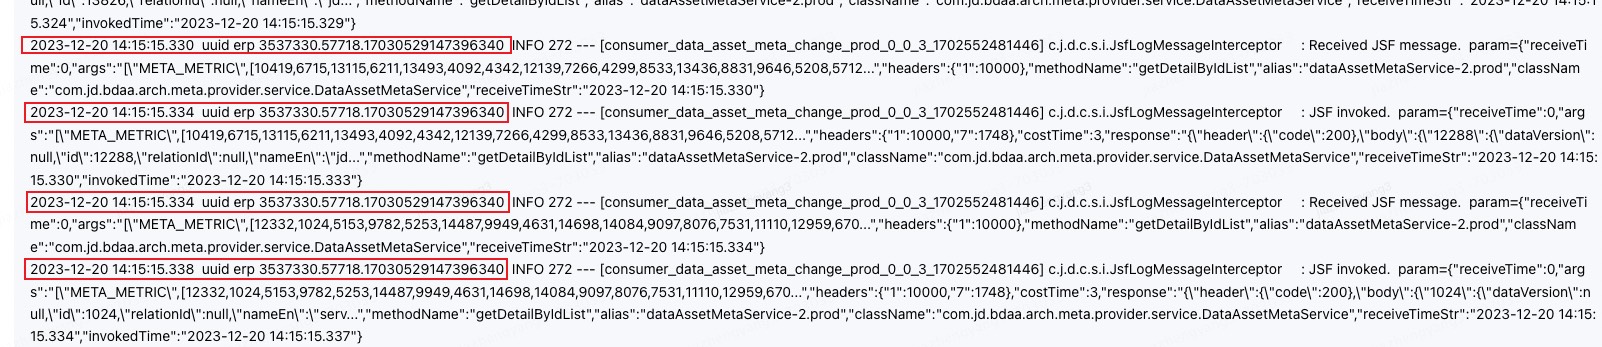 ull,\"id\":13826,\"relationId\":null,\"nameEn\":\"jd...","methodName":"getDetailByIdList","alias":"dataAssetMetaService-2.prod","className":"com.jd.bdaa.arch.meta.provider.service.DataAssetMetaService","receiveTimeStr":"2023-12-20 14:15:1
5.324","invokedTime":"2023-12-20 14:15:15.329"}
2023-12-20 14:15:15.330 uuid erp 3537330.57718.17030529147396340 INFO 272 --- [consumer_data_asset_meta_change_prod_0_0_3_1702552481446] c.j.d.c.s.i.JsfLogMessageInterceptor : Received JSF message. param={"receiveTi
me":0,"args":"[\"META_METRIC\",[10419,6715,13115,6211,13493,4092,4342,12139,7266,4299,8533,13436,8831,9646,5208,5712...","headers":{"1":10000},"methodName":"getDetailByIdList","alias":"dataAssetMetaService-2.prod","classNam
e":"com.jd.bdaa.arch.meta.provider.service.DataAssetMetaService","receiveTimeStr":"2023-12-20 14:15:15.330"}
2023-12-20 14:15:15.334 uuid erp 3537330.57718.17030529147396340 INFO 272 --- [consumer_data_asset_meta_change_prod_0_0_3_1702552481446] c.j.d.c.s.i.JsfLogMessageInterceptor : JSF invoked. param={"receiveTime":0,"arg
s":"[\"META_METRIC\",[10419,6715,13115,6211,13493,4092,4342,12139,7266,4299,8533,13436,8831,9646,5208,5712...","headers":{"1":10000,"7":1748},"costTime":3,"response":"{\"header\":{\"code\":200},\"body\":{\"12288\":{\"dataVersion\":
null,\"id\":12288,\"relationId\":null,\"nameEn\":\"jd...","methodName":"getDetailByIdList","alias":"dataAssetMetaService-2.prod","className":"com.jd.bdaa.arch.meta.provider.service.DataAssetMetaService","receiveTimeStr":"2023-12-20 14:15:
15.330","invokedTime":"2023-12-20 14:15:15.333"}
2023-12-20 14:15:15.334 uuid erp 3537330.57718.17030529147396340 INFO 272 --- [consumer_data_asset_meta_change_prod_0_0_3_1702552481446] c.j.d.c.s.i.JsfLogMessageInterceptor : Received JSF message. param={"receiveTi
me":0,"args":"[\"META_METRIC\",[12332,1024,5153,9782,5253,14487,9949,4631,14698,14084,9097,8076,7531,11110,12959,670...","headers":{"1":10000},"methodName":"getDetailByIdList","alias":"dataAssetMetaService-2.prod","classNam
e":"com.jd.bdaa.arch.meta.provider.service.DataAssetMetaService","receiveTimeStr":"2023-12-20 14:15:15.334"}
2023-12-20 14:15:15.338 uuid erp 3537330.57718.17030529147396340 INFO 272 --- [consumer_data_asset_meta_change_prod_0_0_3_1702552481446] c.j.d.c.s.i.JsfLogMessageInterceptor : JSF invoked. param={"receiveTime":0,"arg
s":"[\"META_METRIC\",[12332,1024,5153,9782,5253,14487,9949,4631,14698,14084,9097,8076,7531,11110,12959,670...","headers":{"1":10000,"7":1748},"costTime":3,"response":"{\"header\":{\"code\":200},\"body\":{\"1024\":{\"dataVersion\":n
ull,\"id\":1024,\"relationId\":null,\"nameEn\":\"serv...","methodName":"getDetailByIdList","alias":"dataAssetMetaService-2.prod","className":"com.jd.bdaa.arch.meta.provider.service.DataAssetMetaService","receiveTimeStr":"2023-12-20 14:15:
15.334","invokedTime":"2023-12-20 14:15:15.337"}